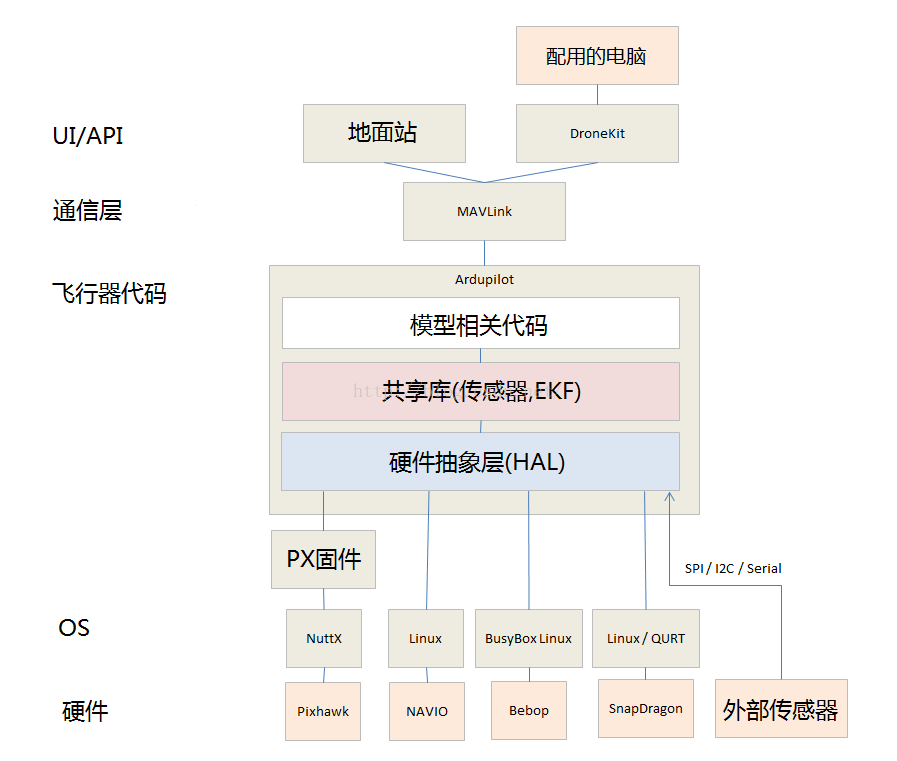 配用的电脑
UI/API
地面站
DroneKit
通信层
MAVLink
飞行器代码
Ardupilot
模型相关代码
共享库(传感器,EKF)
硬件抽象层(HAL)
PX固件
SPI / I2C / Serial
OS
NuttX
Linux
BusyBox Linux
Linux / QURT
硬件
Pixhawk
NAVIO
Bebop
SnapDragon
外部传感器